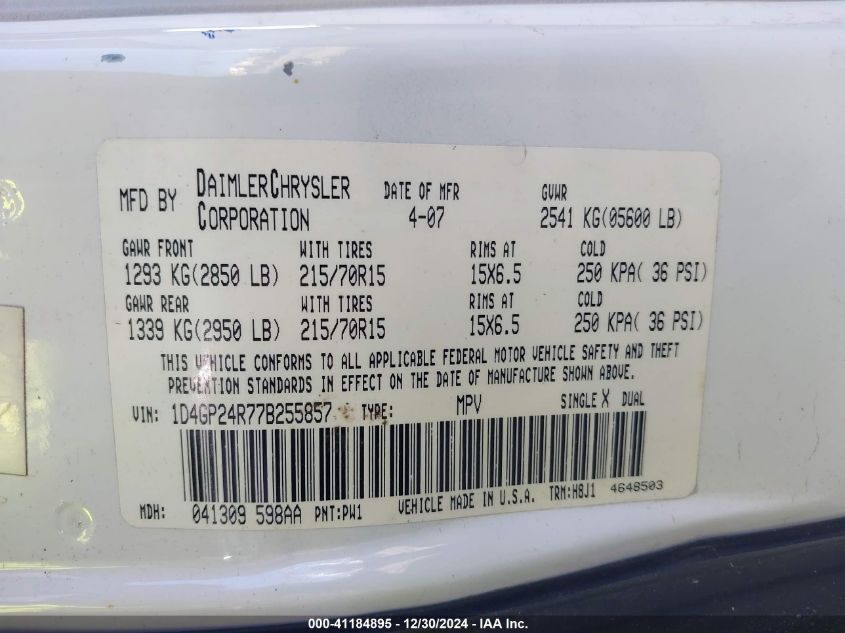 MFD BY DAIMLERCHRYSLER CORPORATION DATE OF MFR 4-07 GVWR 2541 KG(05600 LB)
GAWR FRONT WITH TIRES RIMS AT COLD
1293 KG(2850 LB) 215/70R15 15X6.5 250 KPA( 36 PSI)
GAWR REAR WITH TIRES RIMS AT COLD
1339 KG(2950 LB) 215/70R15 15X6.5 250 KPA( 36 PSI)
THIS VEHICLE CONFORMS TO ALL APPLICABLE FEDERAL MOTOR VEHICLE SAFETY AND THEFT
PREVENTION STANDARDS IN EFFECT ON THE DATE OF MANUFACTURE SHOWN ABOVE.
VIN: 1D4GP24R77B255857 TYPE: MPV SINGLE X DUAL
MDH: 041309 598AA PNT:PW1 VEHICLE MADE IN U.S.A. TRM:H8J1 4648503
000-41184895 - 12/30/2024 - IAA Inc.